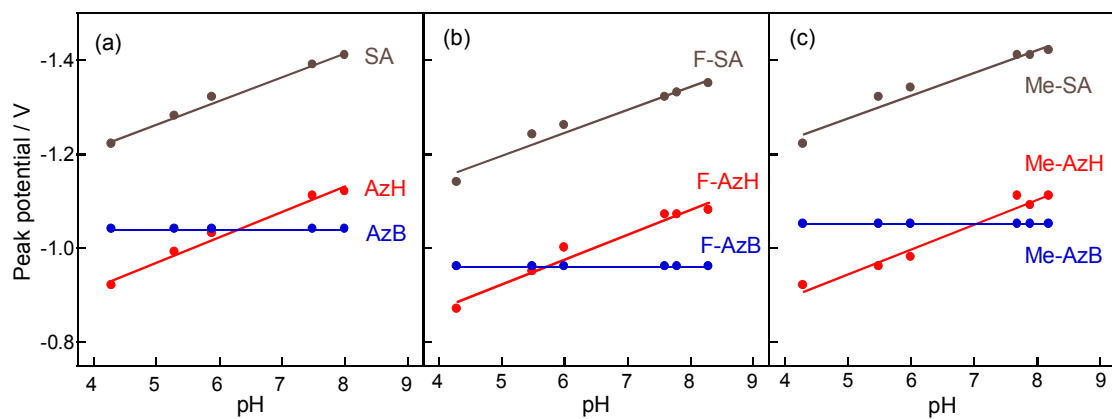 (a)
SA
AzH
AzB
(b)
F-SA
F-AzH
F-AzB
(c)
Me-SA
Me-AzH
Me-AzB
Peak potential / V
-1.4
-1.2
-1.0
-0.8
4 5 6 7 8 9
4 5 6 7 8 9
4 5 6 7 8 9
pH
pH
pH